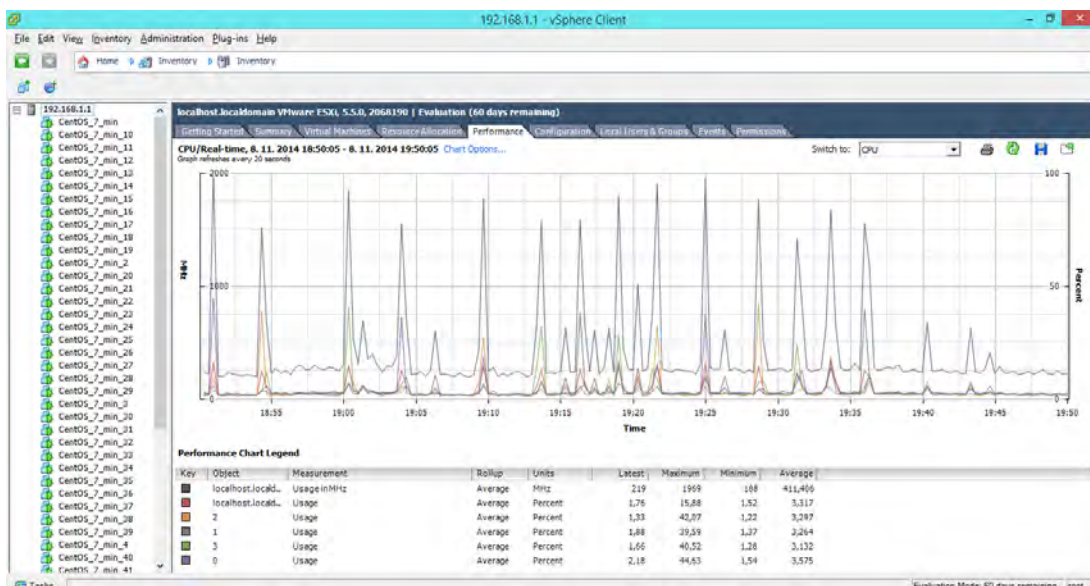 192.168.1.1 - vSphere Client
File Edit View Inventory Administration Plug-ins Help
Home Inventory Inventory
192.168.1.1
CentOS_7_min
CentOS_7_min_10
CentOS_7_min_11
CentOS_7_min_12
CentOS_7_min_13
CentOS_7_min_14
CentOS_7_min_15
CentOS_7_min_16
CentOS_7_min_17
CentOS_7_min_18
CentOS_7_min_19
CentOS_7_min_2
CentOS_7_min_20
CentOS_7_min_21
CentOS_7_min_22
CentOS_7_min_23
CentOS_7_min_24
CentOS_7_min_25
CentOS_7_min_26
CentOS_7_min_27
CentOS_7_min_28
CentOS_7_min_29
CentOS_7_min_3
CentOS_7_min_30
CentOS_7_min_31
CentOS_7_min_32
CentOS_7_min_33
CentOS_7_min_34
CentOS_7_min_35
CentOS_7_min_36
CentOS_7_min_37
CentOS_7_min_38
CentOS_7_min_39
CentOS_7_min_4
CentOS_7_min_40
CentOS_7_min_41
localhost.localdomain VMware ESXi, 5.5.0, 2068190 | Evaluation (60 days remaining)
Getting Started Summary Virtual Machines Resource Allocation Performance Configuration Local Users & Groups Events Permissions
CPU/Real-time, 8. 11. 2014 18:50:05 - 8. 11. 2014 19:50:05 Chart Options... Switch to: CPU
Graph refreshes every 20 seconds
2000 100
MHz
1000 50
Percent
0 0
18:55 19:00 19:05 19:10 19:15 19:20 19:25 19:30 19:35 19:40 19:45 19:50
Time
Performance Chart Legend
Key Object Measurement Rollup Units Latest Maximum Minimum Average
localhost.locald... Usage in MHz Average MHz 219 1969 188 411,406
localhost.locald... Usage Average Percent 1,76 15,88 1,52 3,317
2 Usage Average Percent 1,33 42,07 1,22 3,297
1 Usage Average Percent 1,88 39,59 1,37 3,264
3 Usage Average Percent 1,66 40,52 1,28 3,132
0 Usage Average Percent 2,18 44,63 1,54 3,575
Tasks Evaluation Mode: 60 days remaining root